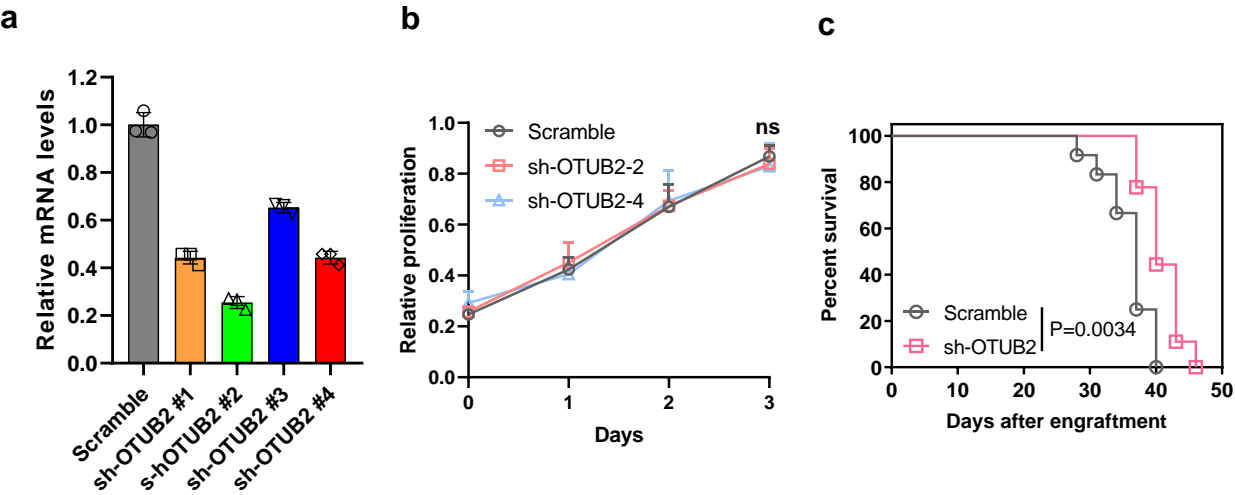 a
Relative mRNA levels
1.2
1.0
0.8
0.6
0.4
0.2
0.0
Scramble
sh-OTUB2 #1
s-hOTUB2 #2
sh-OTUB2 #3
sh-OTUB2 #4
b
Relative proliferation
1.0
0.8
0.6
0.4
0.2
0.0
Scramble
sh-OTUB2-2
sh-OTUB2-4
ns
0
1
2
3
Days
c
Percent survival
100
80
60
40
20
0
Scramble
sh-OTUB2
P=0.0034
0
10
20
30
40
50
Days after engraftment